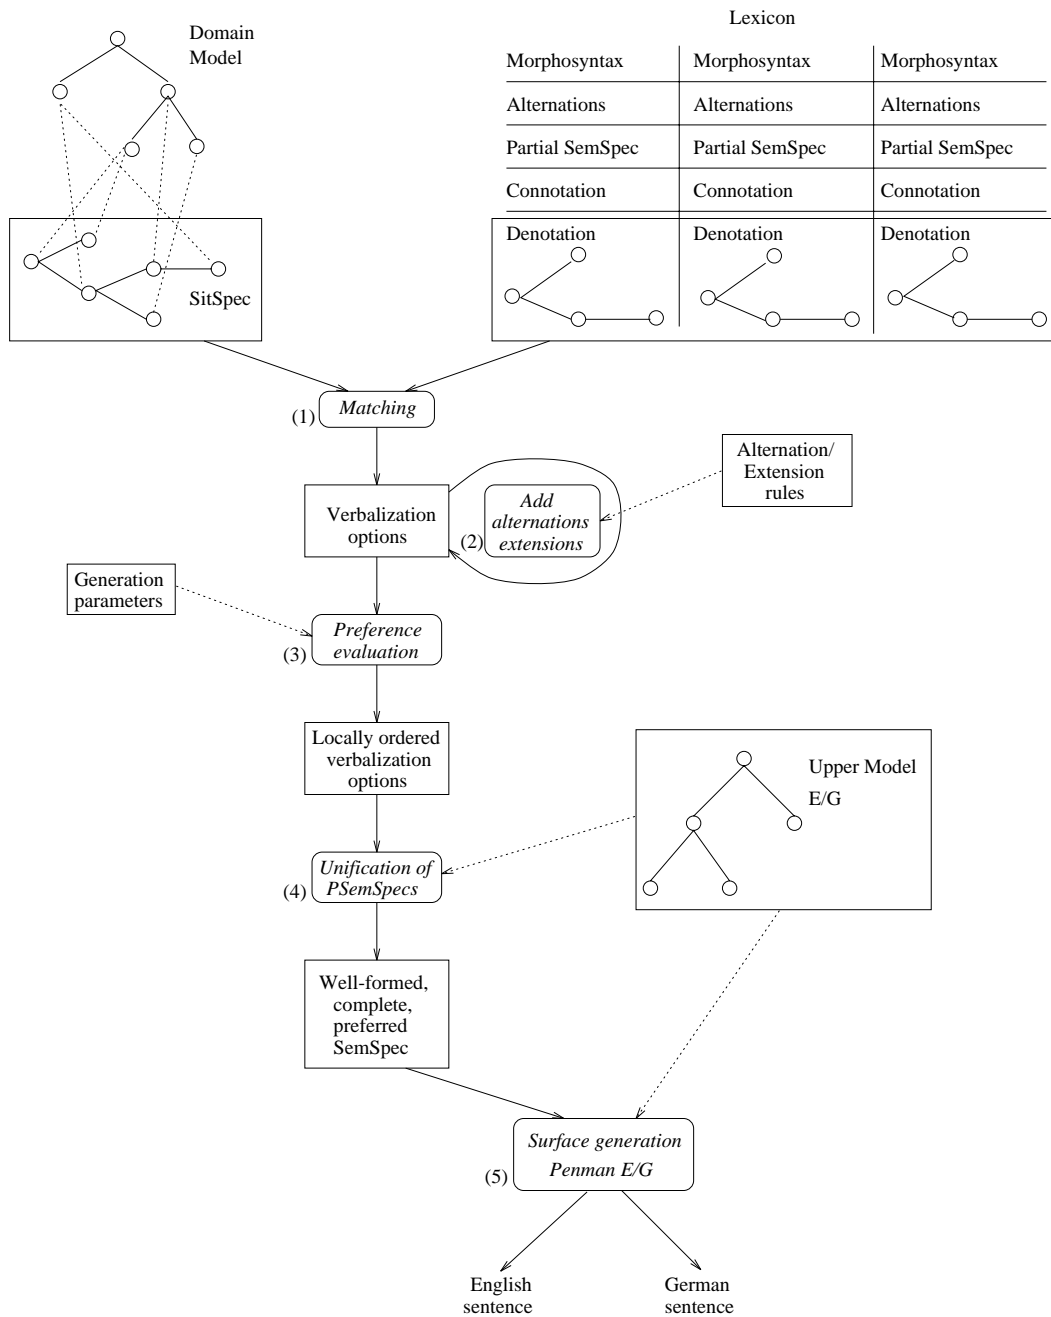 Domain
Model
Lexicon
Morphosyntax Morphosyntax Morphosyntax
Alternations Alternations Alternations
Partial SemSpec Partial SemSpec Partial SemSpec
Connotation Connotation Connotation
Denotation Denotation Denotation
SitSpec
(1) Matching
Alternation/
Extension
rules
Verbalization
options
Add
alternations
(2) extensions
Generation
parameters
Preference
(3) evaluation
Locally ordered
verbalization
options
Upper Model
E/G
Unification of
(4) PSemSpecs
Well-formed,
complete,
preferred
SemSpec
Surface generation
(5) Penman E/G
English
sentence
German
sentence